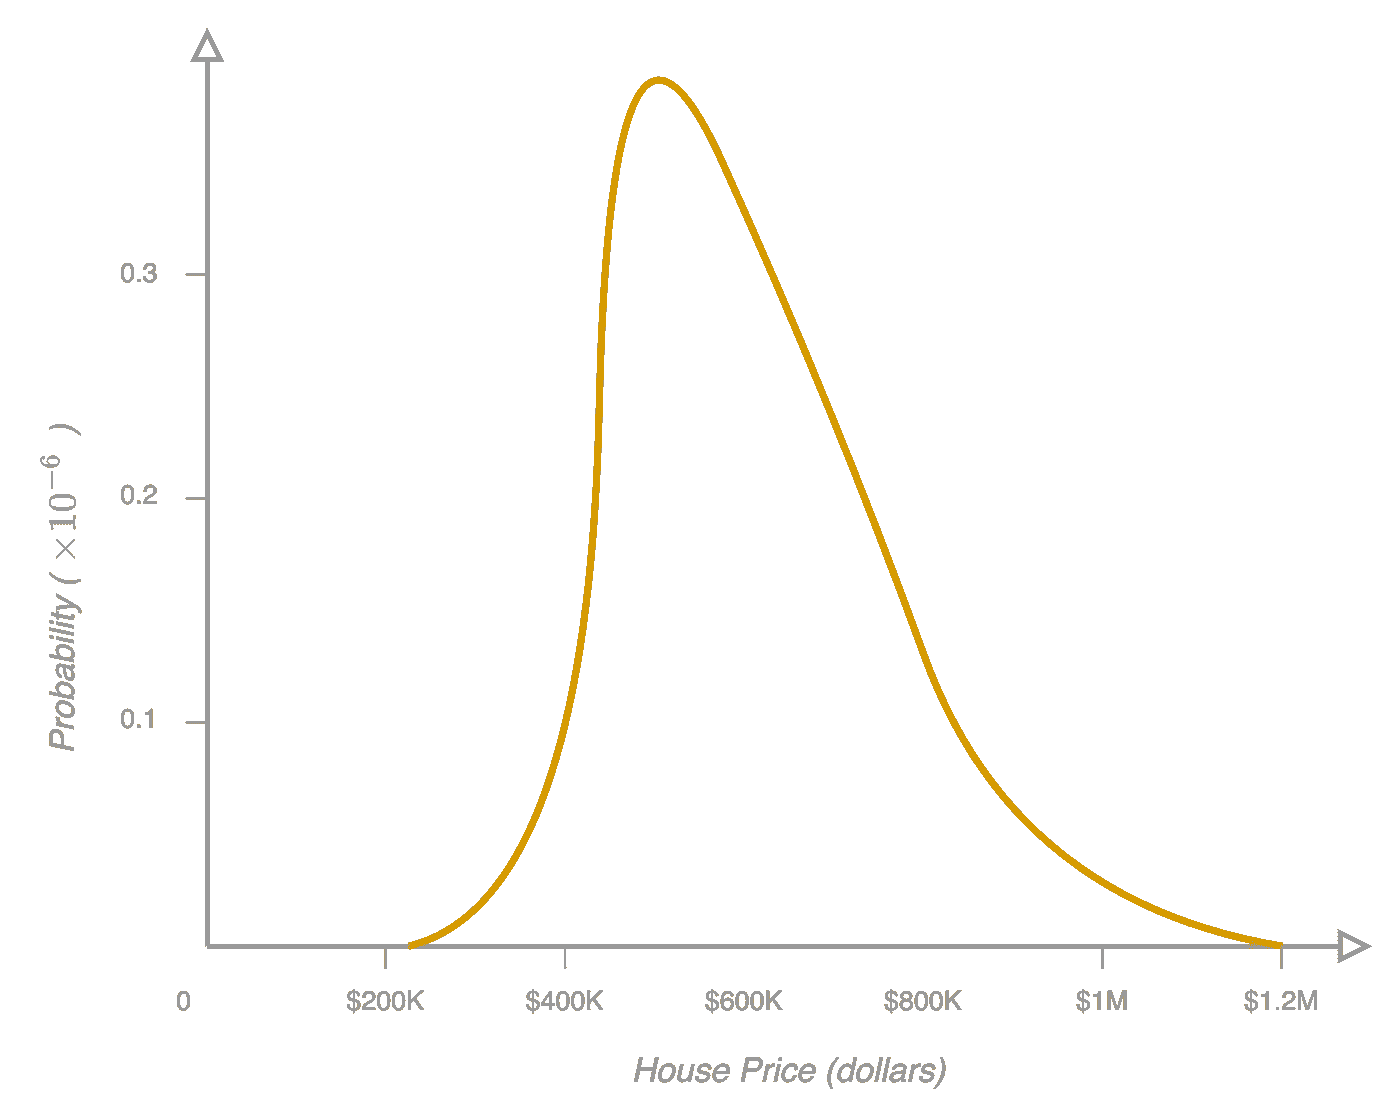 0.3
0.2
0.1
Probability ( ×10⁻⁶ )
0 $200K $400K $600K $800K $1M $1.2M
House Price (dollars)